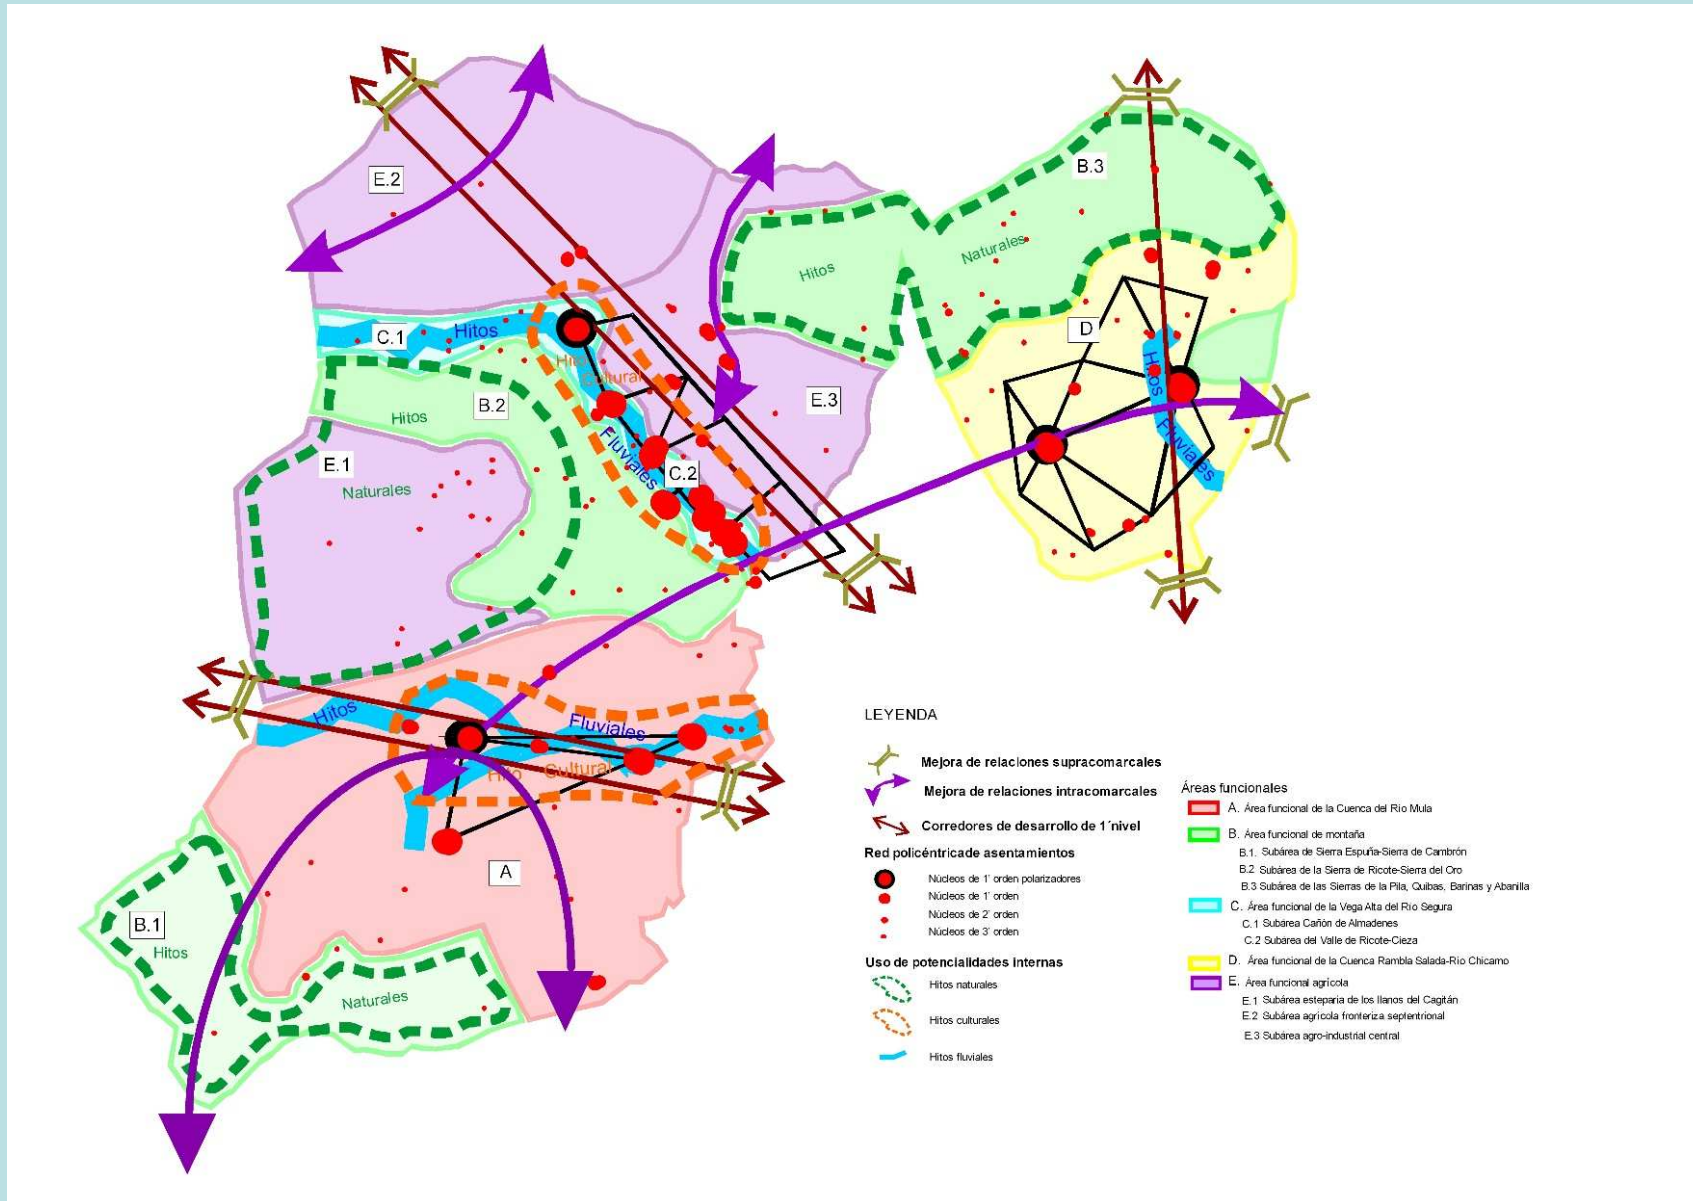 E.2
B.3
Hitos
Naturales
C.1
Hitos
D
Hito
Cultural
Hitos
Fluviales
B.2
Hitos
E.3
Fluviales
C.2
E.1
Naturales
Hitos
Fluviales
Hito Cultural
A
B.1
Hitos
Naturales
LEYENDA
Mejora de relaciones supracomarcales
Mejora de relaciones intracomarcales
Corredores de desarrollo de 1´nivel
Red policéntricade asentamientos
Núcleos de 1' orden polarizadores
Núcleos de 1' orden
Núcleos de 2' orden
Núcleos de 3' orden
Uso de potencialidades internas
Hitos naturales
Hitos culturales
Hitos fluviales
Áreas funcionales
A. Área funcional de la Cuenca del Río Mula
B. Área funcional de montaña
B.1. Subárea de Sierra Espuña-Sierra de Cambrón
B.2 Subárea de la Sierra de Ricote-Sierra del Oro
B.3 Subárea de las Sierras de la Pila, Quibas, Barinas y Abanilla
C. Área funcional de la Vega Alta del Río Segura
C.1 Subárea Cañón de Almadenes
C.2 Subárea del Valle de Ricote-Cieza
D. Área funcional de la Cuenca Rambla Salada-Rio Chicamo
E. Área funcional agrícola
E.1 Subárea esteparia de los llanos del Cagitán
E.2 Subárea agrícola fronteriza septentrional
E.3 Subárea agro-industrial central